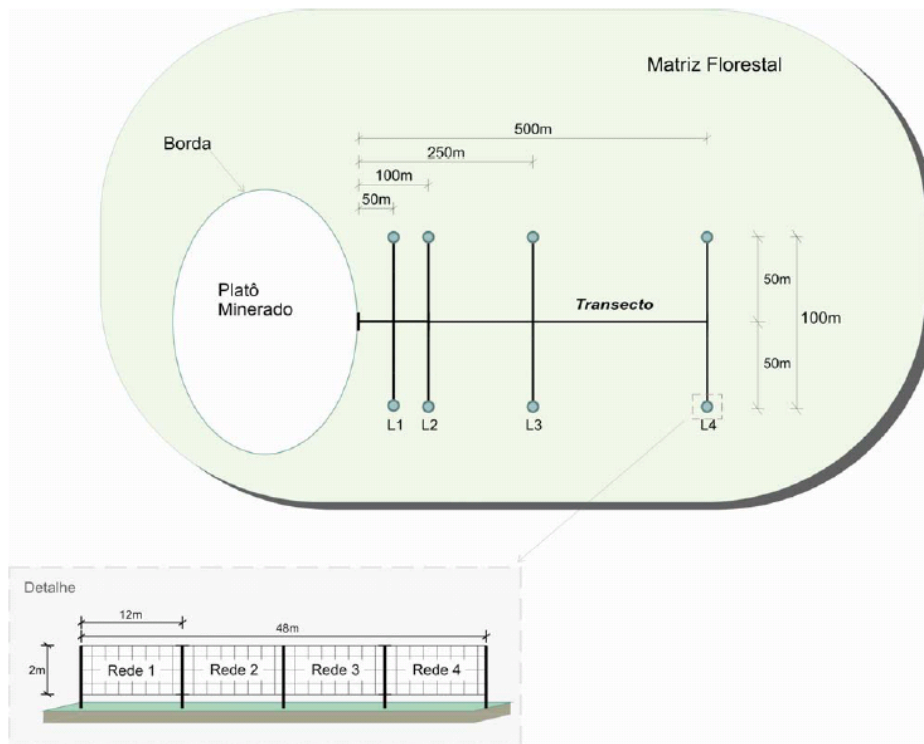 Matriz Florestal
500m
Borda
250m
100m
50m
Platô
Minerado
Transecto
50m
100m
50m
L1
L2
L3
L4
Detalhe
12m
48m
2m
Rede 1
Rede 2
Rede 3
Rede 4